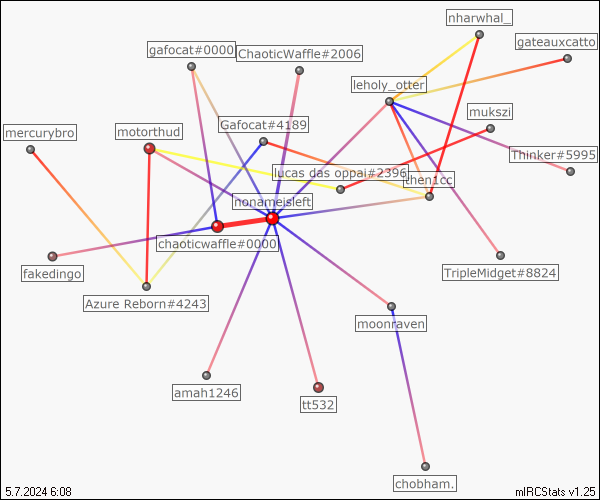 nharwhal_
gateauxcatto
gafocat#0000
ChaoticWaffle#2006
leholy_otter
mukszi
mercurybro
motorthud
Gafocat#4189
Thinker#5995
lucas das oppai#2396
then1cc
nonameisleft
chaoticwaffle#0000
fakedingo
TripleMidget#8824
Azure Reborn#4243
moonraven
amah1246
tt532
chobham.
5.7.2024 6:08
mIRCStats v1.25